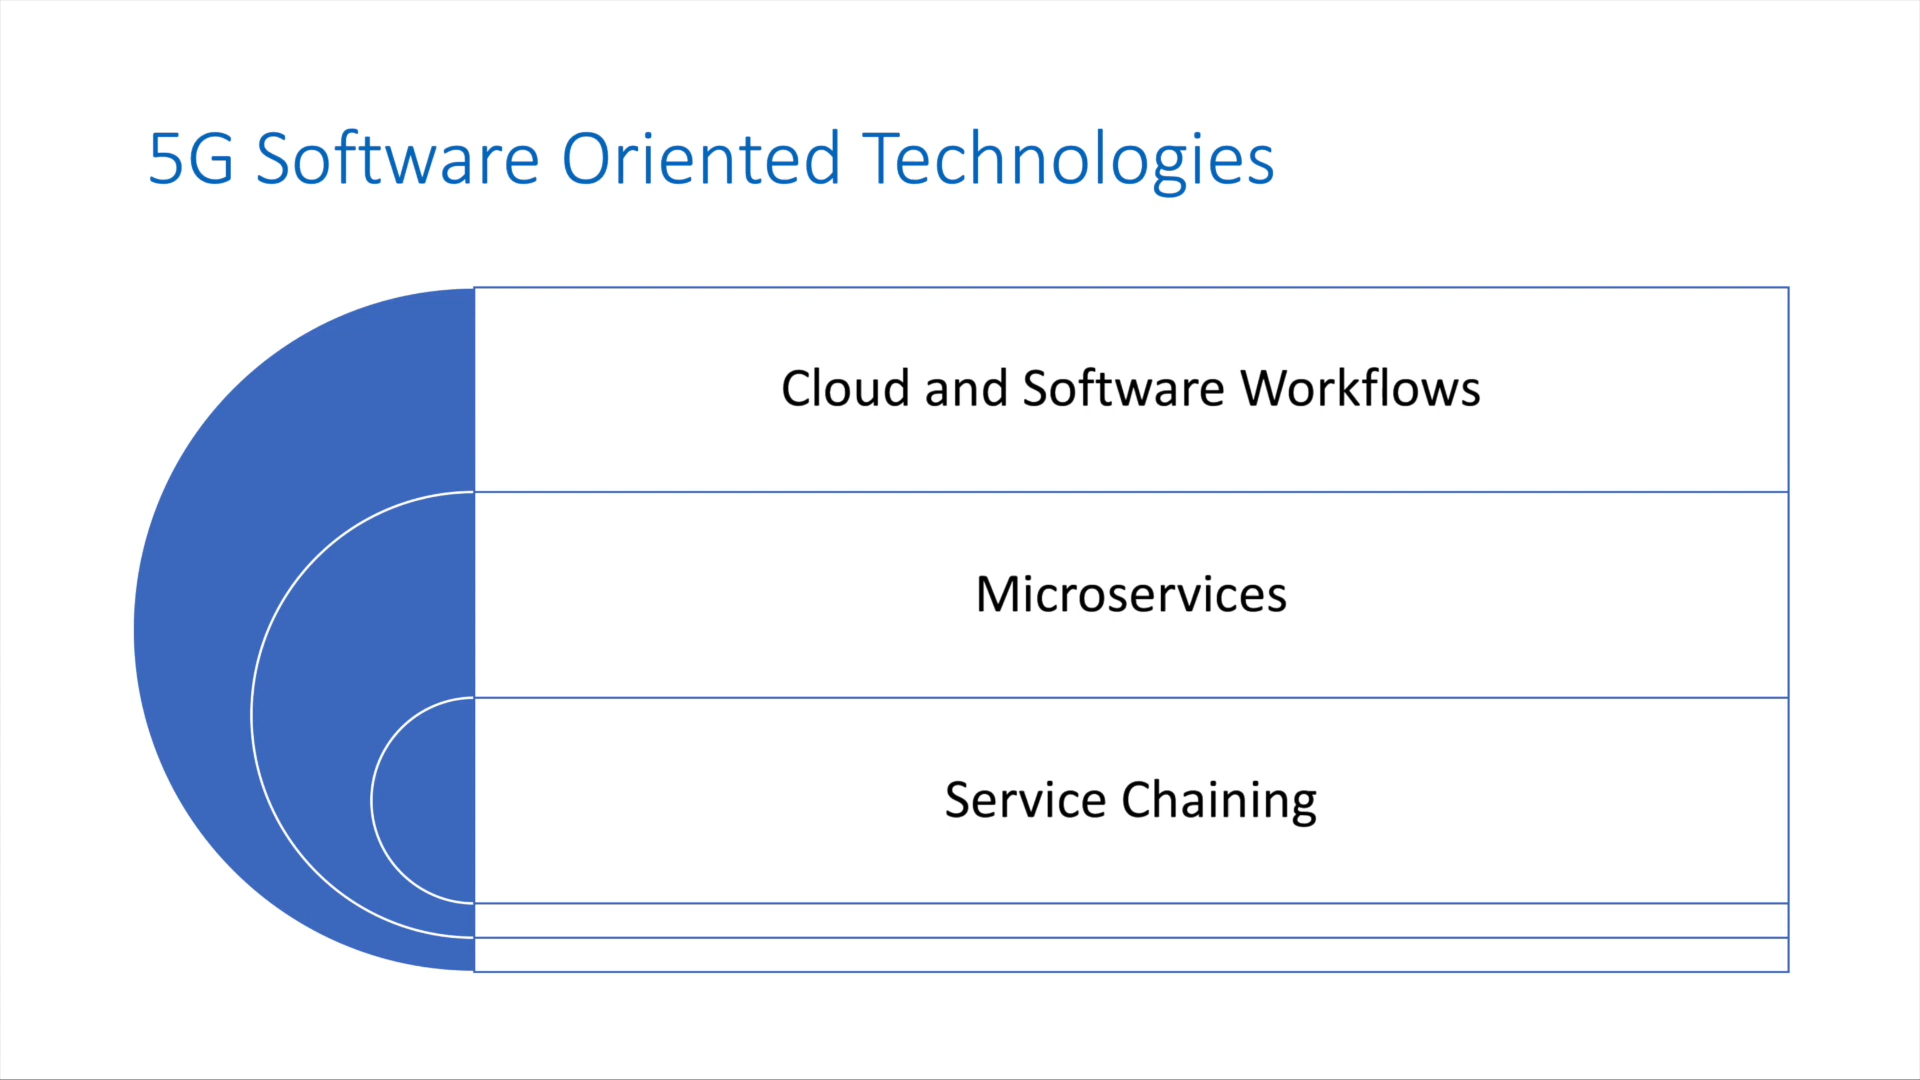 5G Software Oriented Technologies
Cloud and Software Workflows
Microservices
Service Chaining